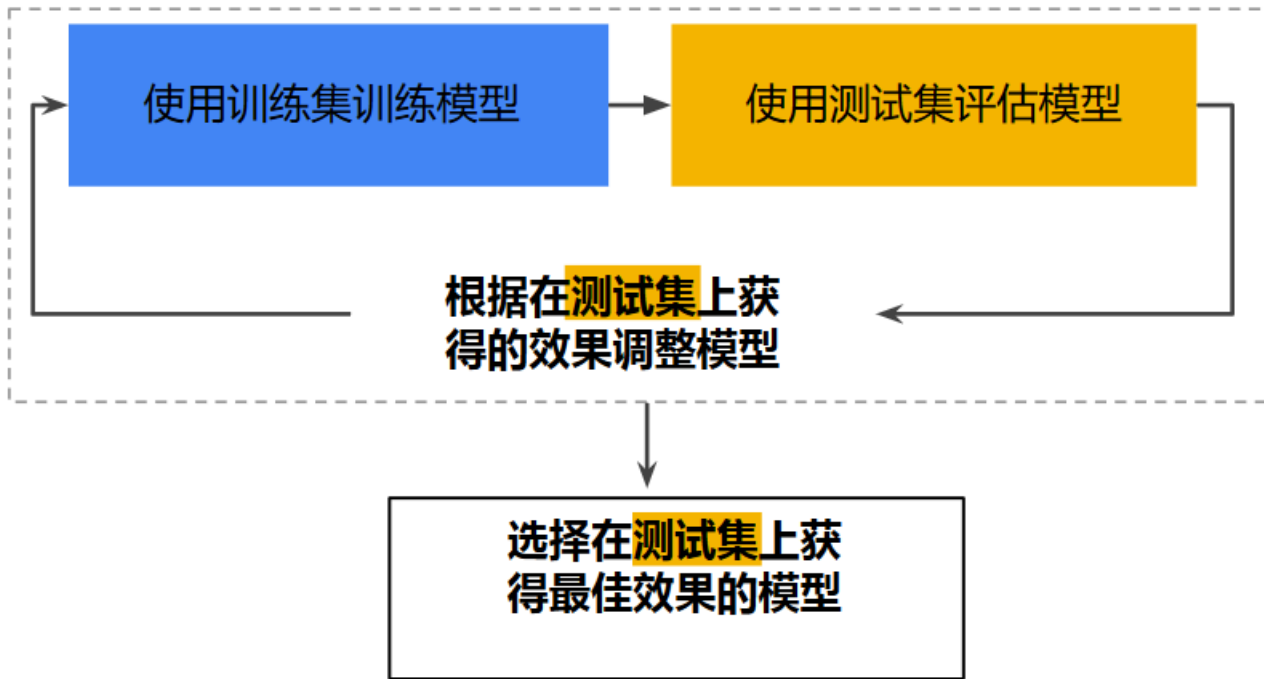 使用训练集训练模型
使用测试集评估模型
根据在测试集上获
得的效果调整模型
选择在测试集上获
得最佳效果的模型